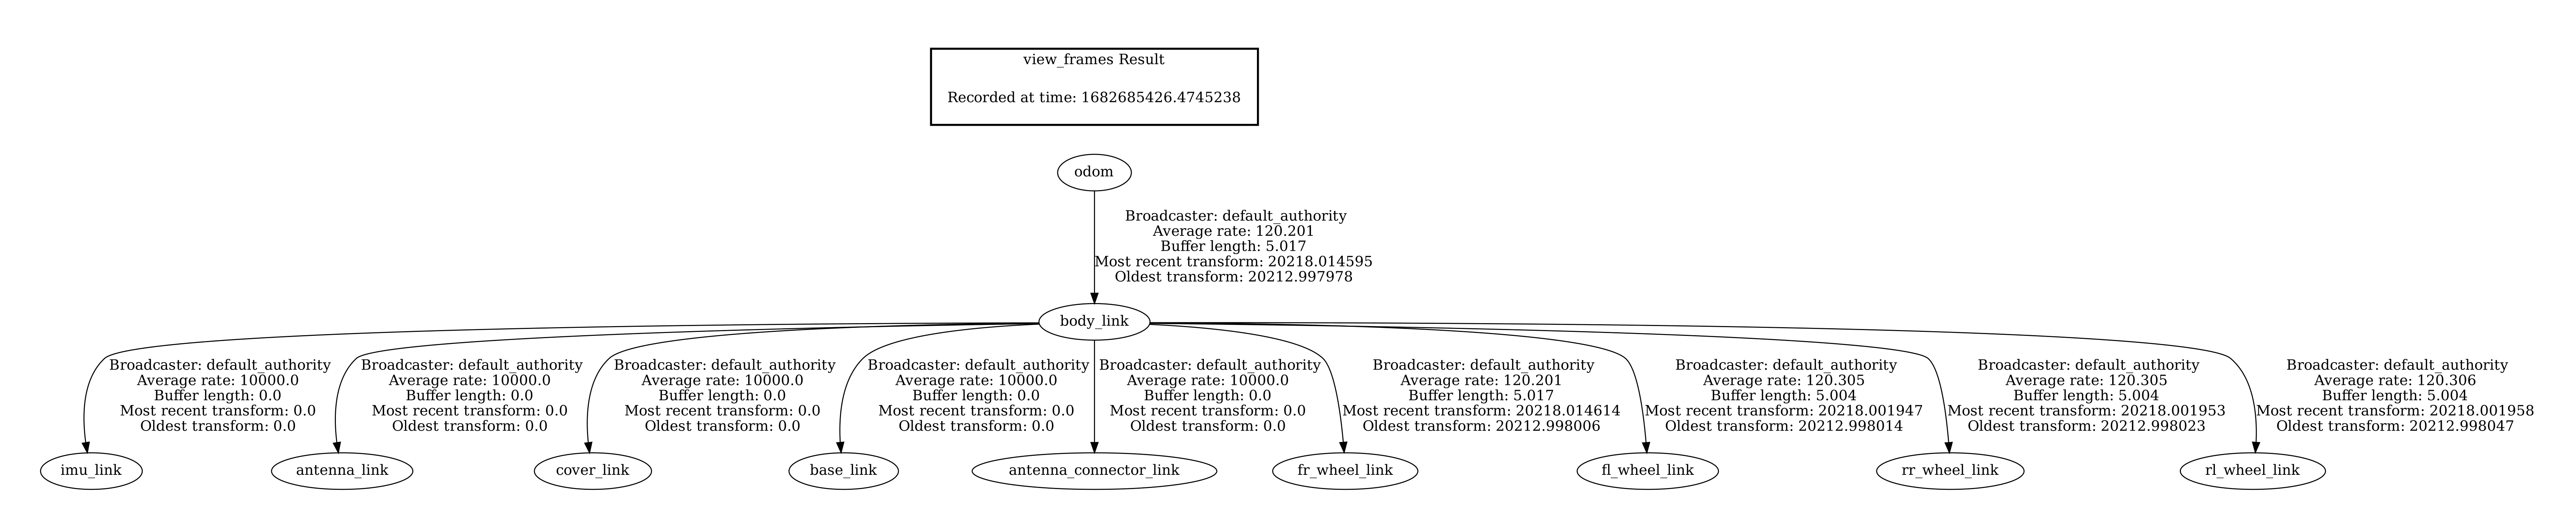 view_frames Result
Recorded at time: 1682685426.4745238
odom
Broadcaster: default_authority
Average rate: 120.201
Buffer length: 5.017
Most recent transform: 20218.014595
Oldest transform: 20212.997978
body_link
Broadcaster: default_authority
Average rate: 10000.0
Buffer length: 0.0
Most recent transform: 0.0
Oldest transform: 0.0
Broadcaster: default_authority
Average rate: 10000.0
Buffer length: 0.0
Most recent transform: 0.0
Oldest transform: 0.0
Broadcaster: default_authority
Average rate: 10000.0
Buffer length: 0.0
Most recent transform: 0.0
Oldest transform: 0.0
Broadcaster: default_authority
Average rate: 10000.0
Buffer length: 0.0
Most recent transform: 0.0
Oldest transform: 0.0
Broadcaster: default_authority
Average rate: 10000.0
Buffer length: 0.0
Most recent transform: 0.0
Oldest transform: 0.0
Broadcaster: default_authority
Average rate: 120.201
Buffer length: 5.017
Most recent transform: 20218.014614
Oldest transform: 20212.998006
Broadcaster: default_authority
Average rate: 120.305
Buffer length: 5.004
Most recent transform: 20218.001947
Oldest transform: 20212.998014
Broadcaster: default_authority
Average rate: 120.305
Buffer length: 5.004
Most recent transform: 20218.001953
Oldest transform: 20212.998023
Broadcaster: default_authority
Average rate: 120.306
Buffer length: 5.004
Most recent transform: 20218.001958
Oldest transform: 20212.998047
imu_link
antenna_link
cover_link
base_link
antenna_connector_link
fr_wheel_link
fl_wheel_link
rr_wheel_link
rl_wheel_link